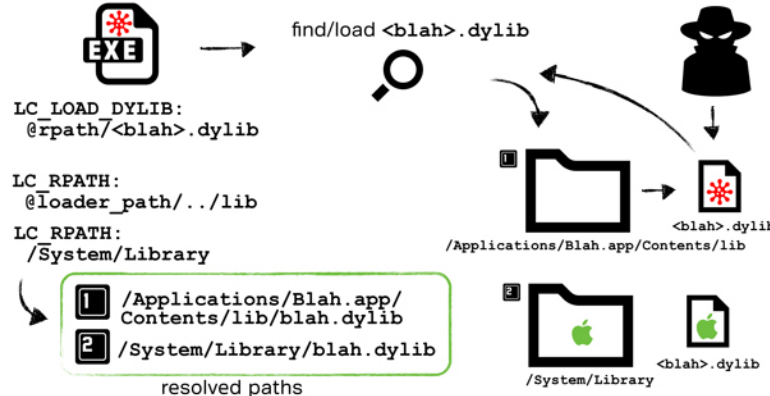 find/load <blah>.dylib
EXE
LC_LOAD_DYLIB:
@rpath/<blah>.dylib
LC_RPATH:
@loader_path/../lib
LC_RPATH:
/System/Library
1 /Applications/Blah.app/
Contents/lib/blah.dylib
2 /System/Library/blah.dylib
resolved paths
1
<blah>.dylib
/Applications/Blah.app/Contents/lib
2
<blah>.dylib
/System/Library